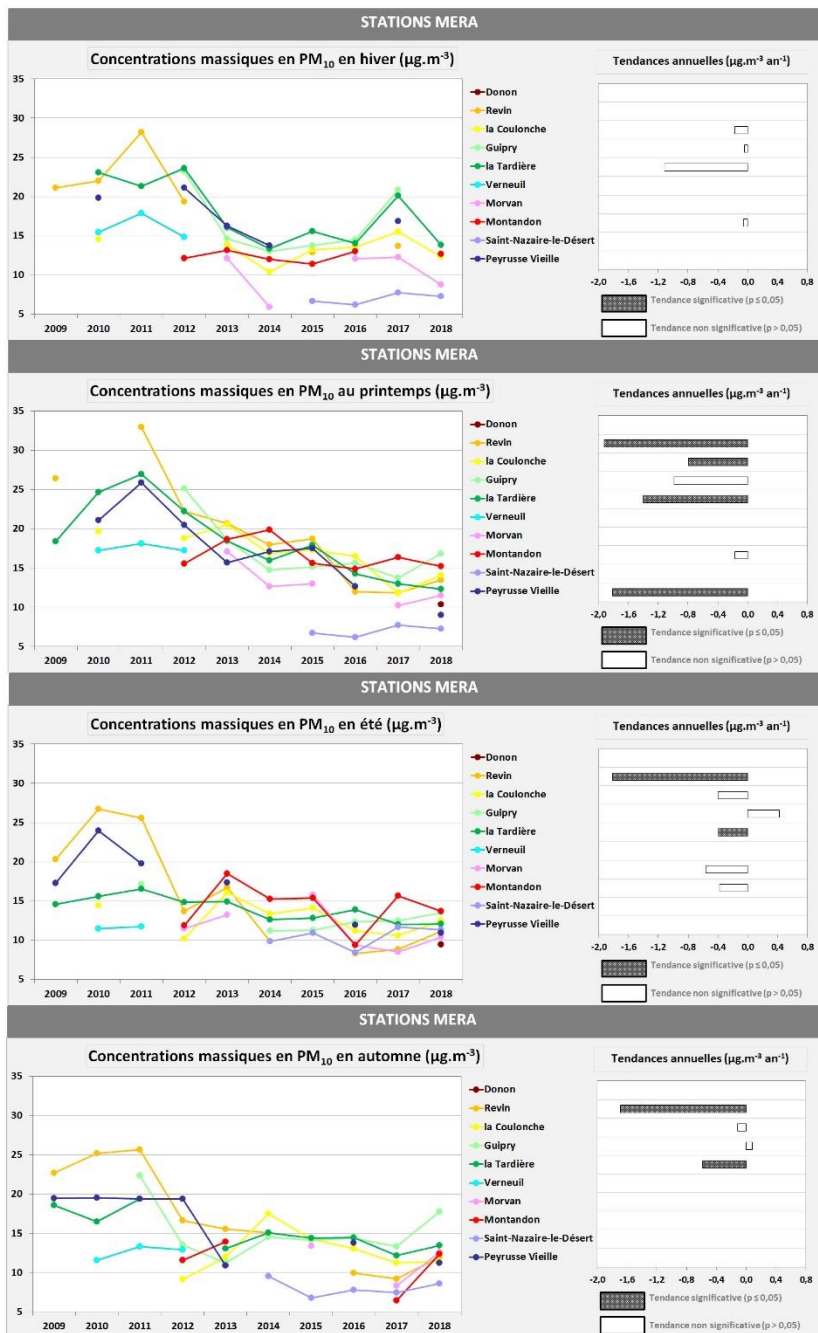 STATIONS MERA
Concentrations massiques en PM₁₀ en hiver (µg.m⁻³)
35
30
25
20
15
10
5
2009 2010 2011 2012 2013 2014 2015 2016 2017 2018
Donon
Revin
la Coulonche
Guipry
la Tardière
Verneuil
Morvan
Montandon
Saint-Nazaire-le-Désert
Peyrusse Vieille
Tendances annuelles (µg.m⁻³ an⁻¹)
-2,0 -1,6 -1,2 -0,8 -0,4 0,0 0,4 0,8
Tendance significative (p ≤ 0,05)
Tendance non significative (p > 0,05)
STATIONS MERA
Concentrations massiques en PM₁₀ au printemps (µg.m⁻³)
35
30
25
20
15
10
5
2009 2010 2011 2012 2013 2014 2015 2016 2017 2018
Donon
Revin
la Coulonche
Guipry
la Tardière
Verneuil
Morvan
Montandon
Saint-Nazaire-le-Désert
Peyrusse Vieille
Tendances annuelles (µg.m⁻³ an⁻¹)
-2,0 -1,6 -1,2 -0,8 -0,4 0,0 0,4 0,8
Tendance significative (p ≤ 0,05)
Tendance non significative (p > 0,05)
STATIONS MERA
Concentrations massiques en PM₁₀ en été (µg.m⁻³)
35
30
25
20
15
10
5
2009 2010 2011 2012 2013 2014 2015 2016 2017 2018
Donon
Revin
la Coulonche
Guipry
la Tardière
Verneuil
Morvan
Montandon
Saint-Nazaire-le-Désert
Peyrusse Vieille
Tendances annuelles (µg.m⁻³ an⁻¹)
-2,0 -1,6 -1,2 -0,8 -0,4 0,0 0,4 0,8
Tendance significative (p ≤ 0,05)
Tendance non significative (p > 0,05)
STATIONS MERA
Concentrations massiques en PM₁₀ en automne (µg.m⁻³)
35
30
25
20
15
10
5
2009 2010 2011 2012 2013 2014 2015 2016 2017 2018
Donon
Revin
la Coulonche
Guipry
la Tardière
Verneuil
Morvan
Montandon
Saint-Nazaire-le-Désert
Peyrusse Vieille
Tendances annuelles (µg.m⁻³ an⁻¹)
-2,0 -1,6 -1,2 -0,8 -0,4 0,0 0,4 0,8
Tendance significative (p ≤ 0,05)
Tendance non significative (p > 0,05)